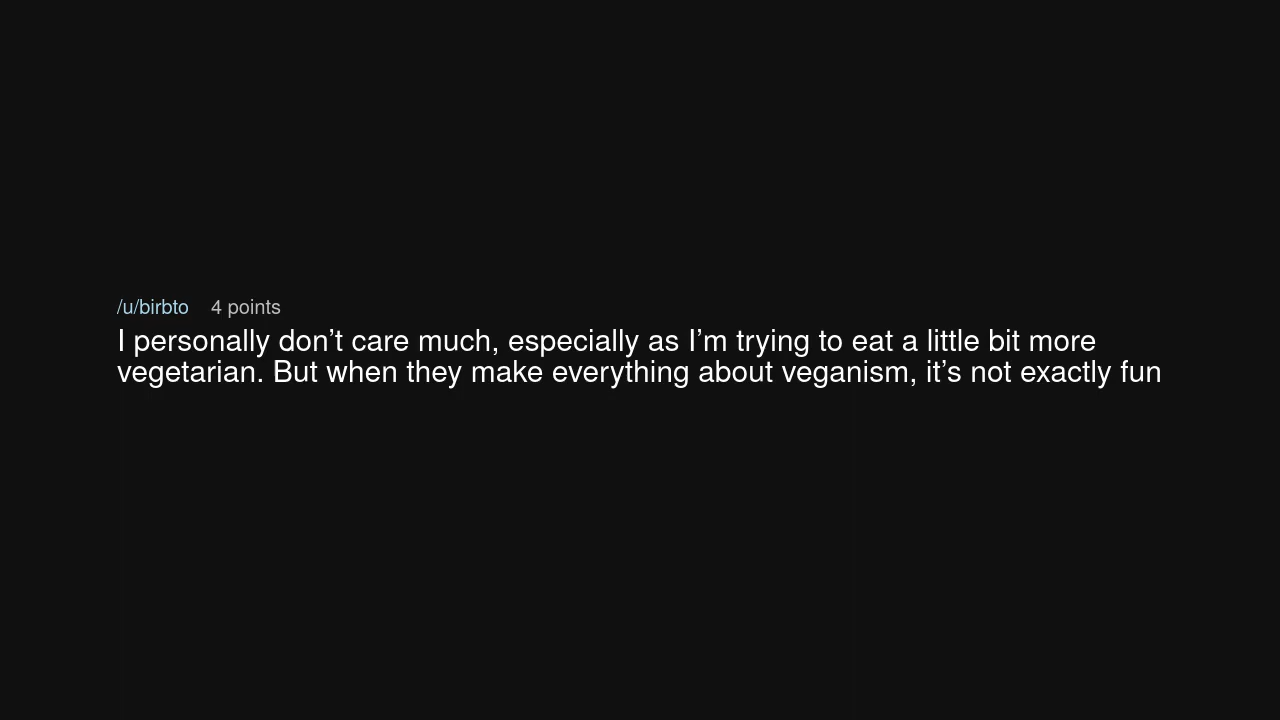 /u/birbto 4 points
I personally don’t care much, especially as I’m trying to eat a little bit more
vegetarian. But when they make everything about veganism, it’s not exactly fun